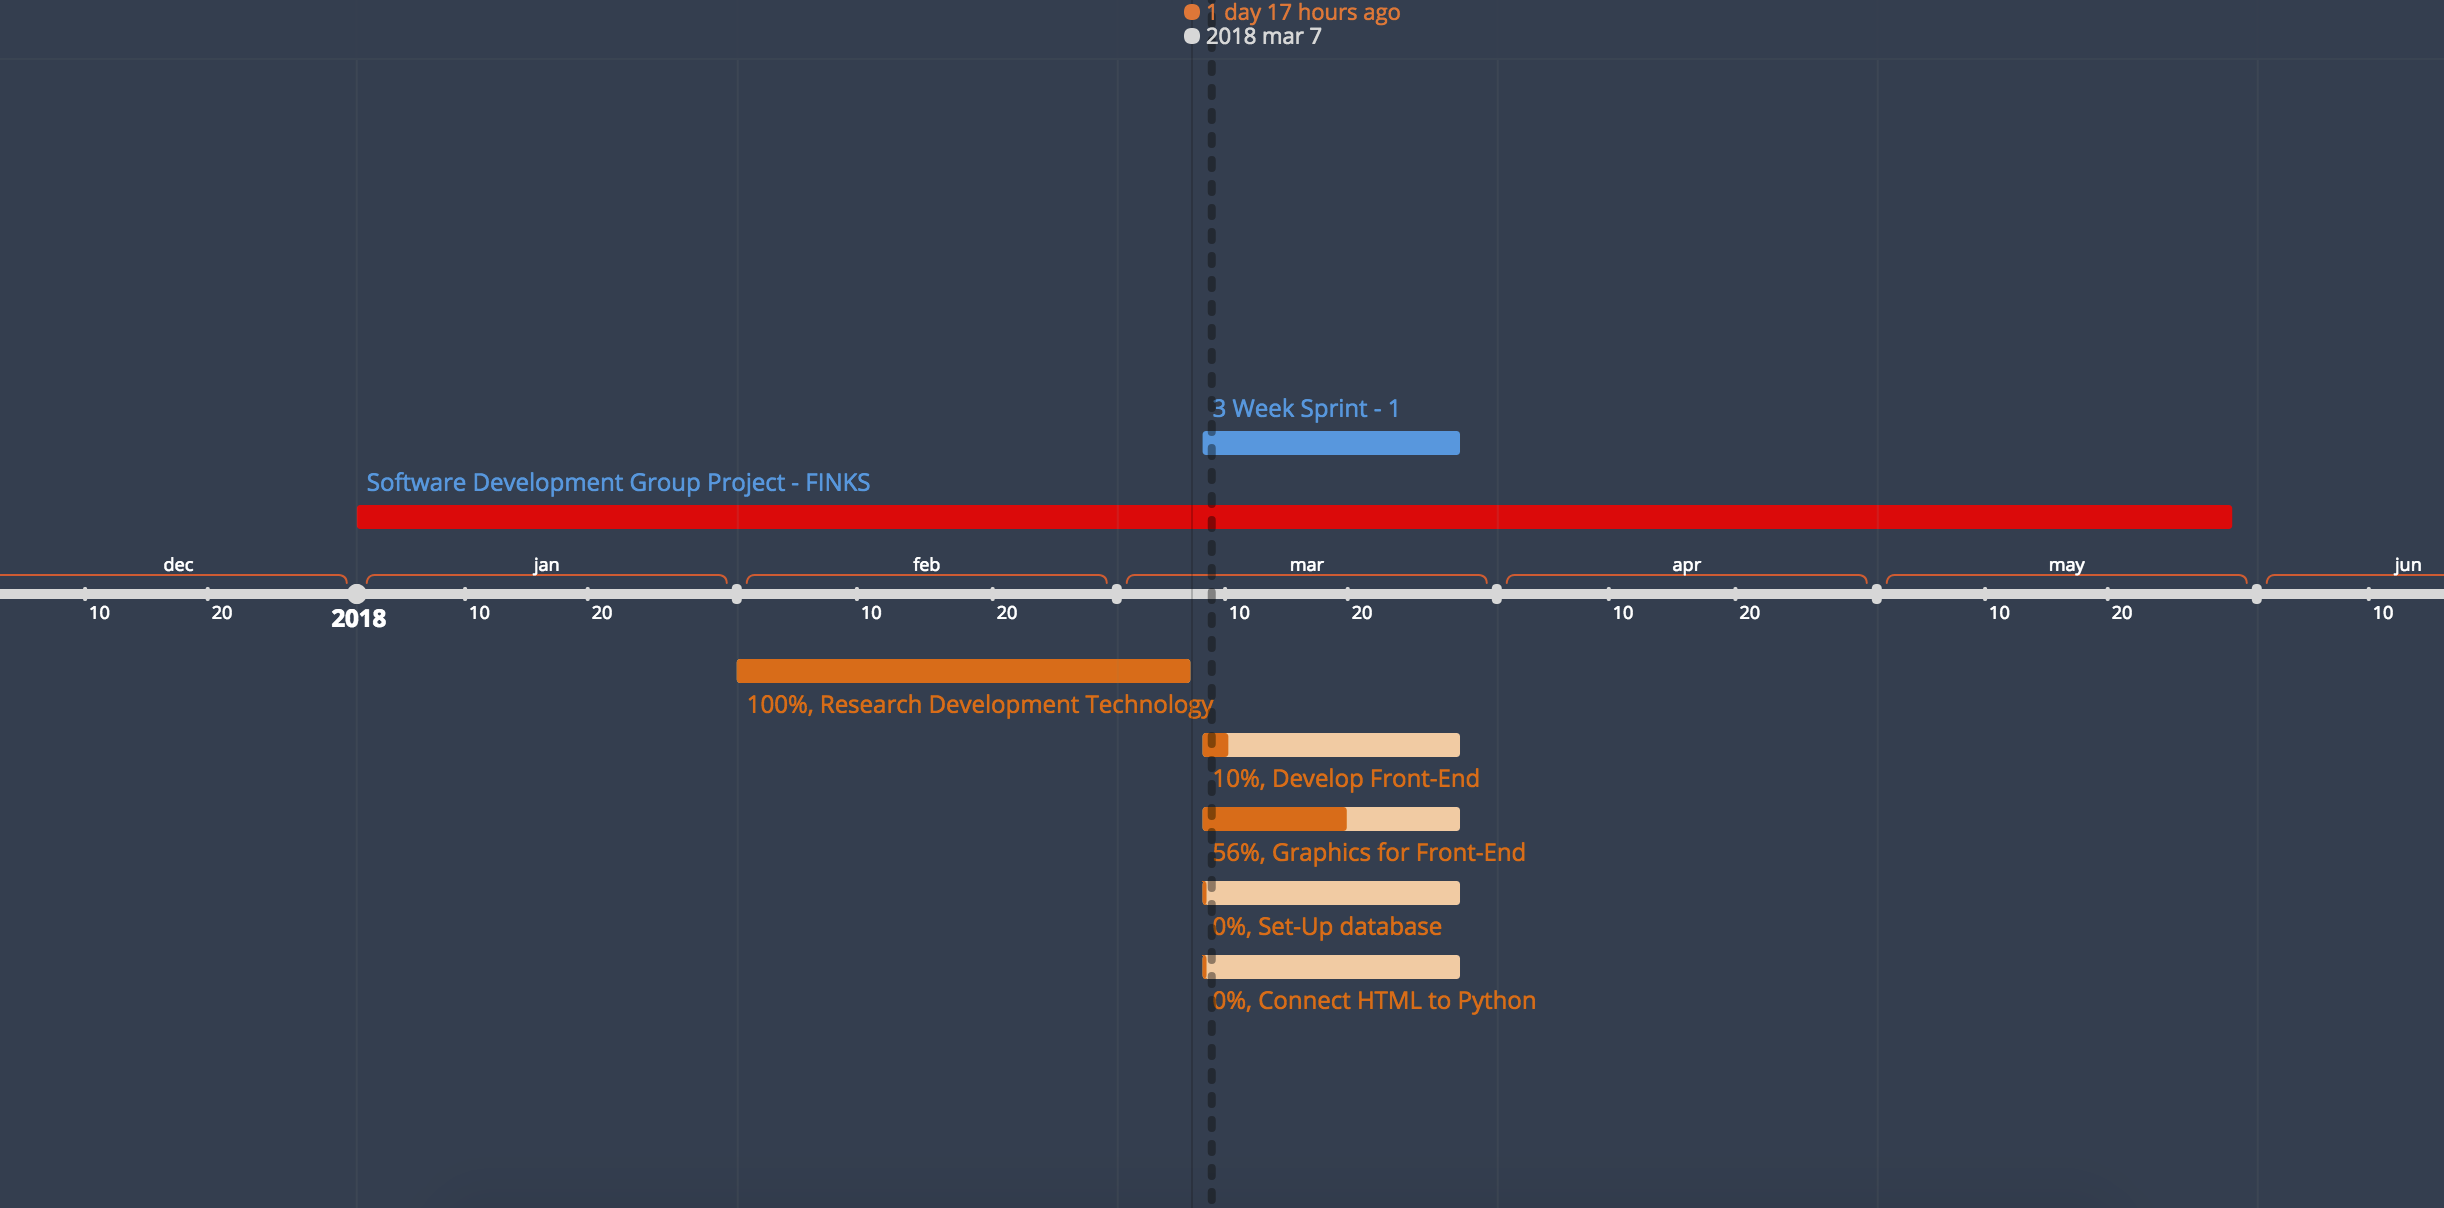 1 day 17 hours ago
2018 mar 7
3 Week Sprint - 1
Software Development Group Project - FINKS
dec jan feb mar apr may jun
10 20 2018 10 20 10 20 10 20 10 20 10 20 10
100%, Research Development Technology
10%, Develop Front-End
56%, Graphics for Front-End
0%, Set-Up database
0%, Connect HTML to Python